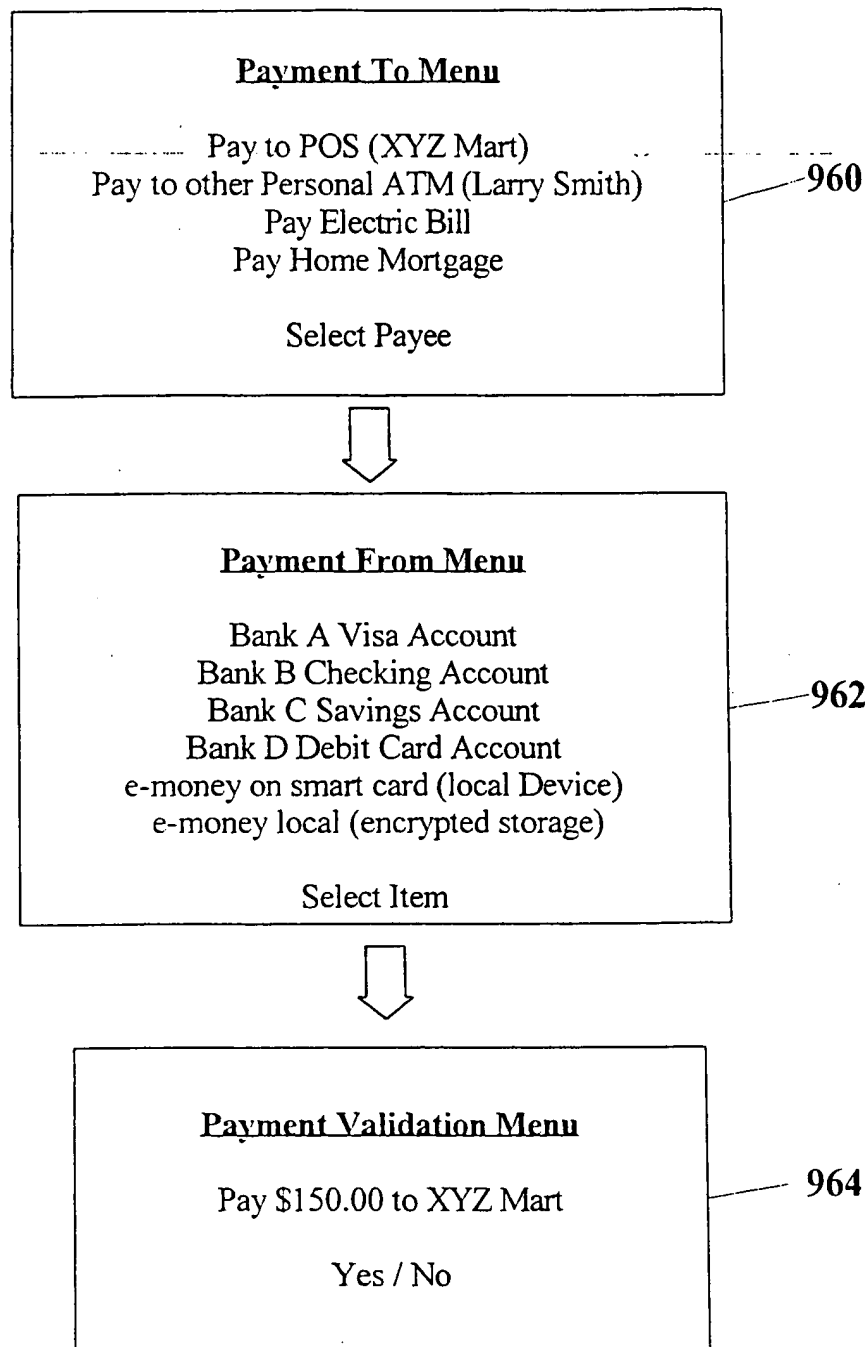 Payment To Menu
Pay to POS (XYZ Mart)
Pay to other Personal ATM (Larry Smith)
Pay Electric Bill
Pay Home Mortgage
Select Payee
960
Payment From Menu
Bank A Visa Account
Bank B Checking Account
Bank C Savings Account
Bank D Debit Card Account
e-money on smart card (local Device)
e-money local (encrypted storage)
Select Item
962
Payment Validation Menu
Pay $150.00 to XYZ Mart
Yes / No
964